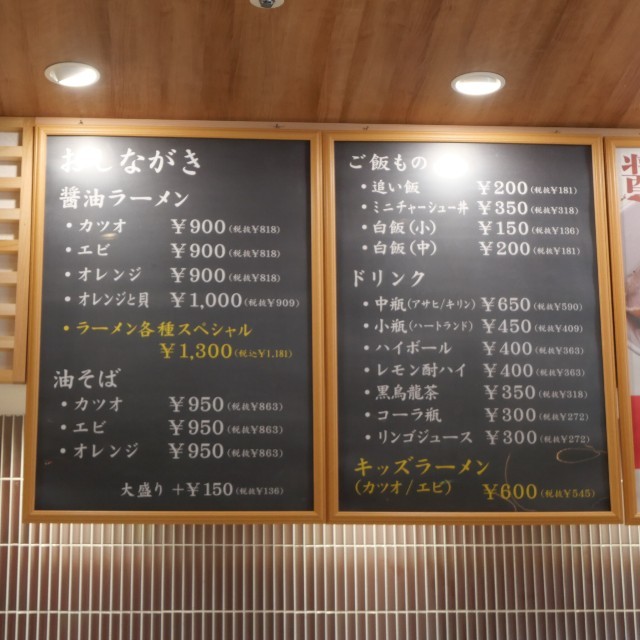 おしながき
醤油ラーメン
・カツオ ￥900(税抜¥818)
・エビ ￥900(税抜¥818)
・オレンジ ￥900(税抜¥818)
・オレンジと貝 ￥1,000(税抜¥909)
・ラーメン各種スペシャル
￥1,300(税込¥1,181)
油そば
・カツオ ￥950(税抜¥863)
・エビ ￥950(税抜¥863)
・オレンジ ￥950(税抜¥863)
大盛り +￥150(税抜¥136)
ご飯もの
・追い飯 ￥200(税抜¥181)
・ミニチャーシュー丼 ￥350(税抜¥318)
・白飯(小) ￥150(税抜¥136)
・白飯(中) ￥200(税抜¥181)
ドリンク
・中瓶(アサヒ/キリン) ￥650(税抜¥590)
・小瓶(ハートランド) ￥450(税抜¥409)
・ハイボール ￥400(税抜¥363)
・レモン酎ハイ ￥400(税抜¥363)
・黒烏龍茶 ￥350(税抜¥318)
・コーラ瓶 ￥300(税抜¥272)
・リンゴジュース ￥300(税抜¥272)
キッズラーメン
(カツオ/エビ) ￥600(税抜¥545)